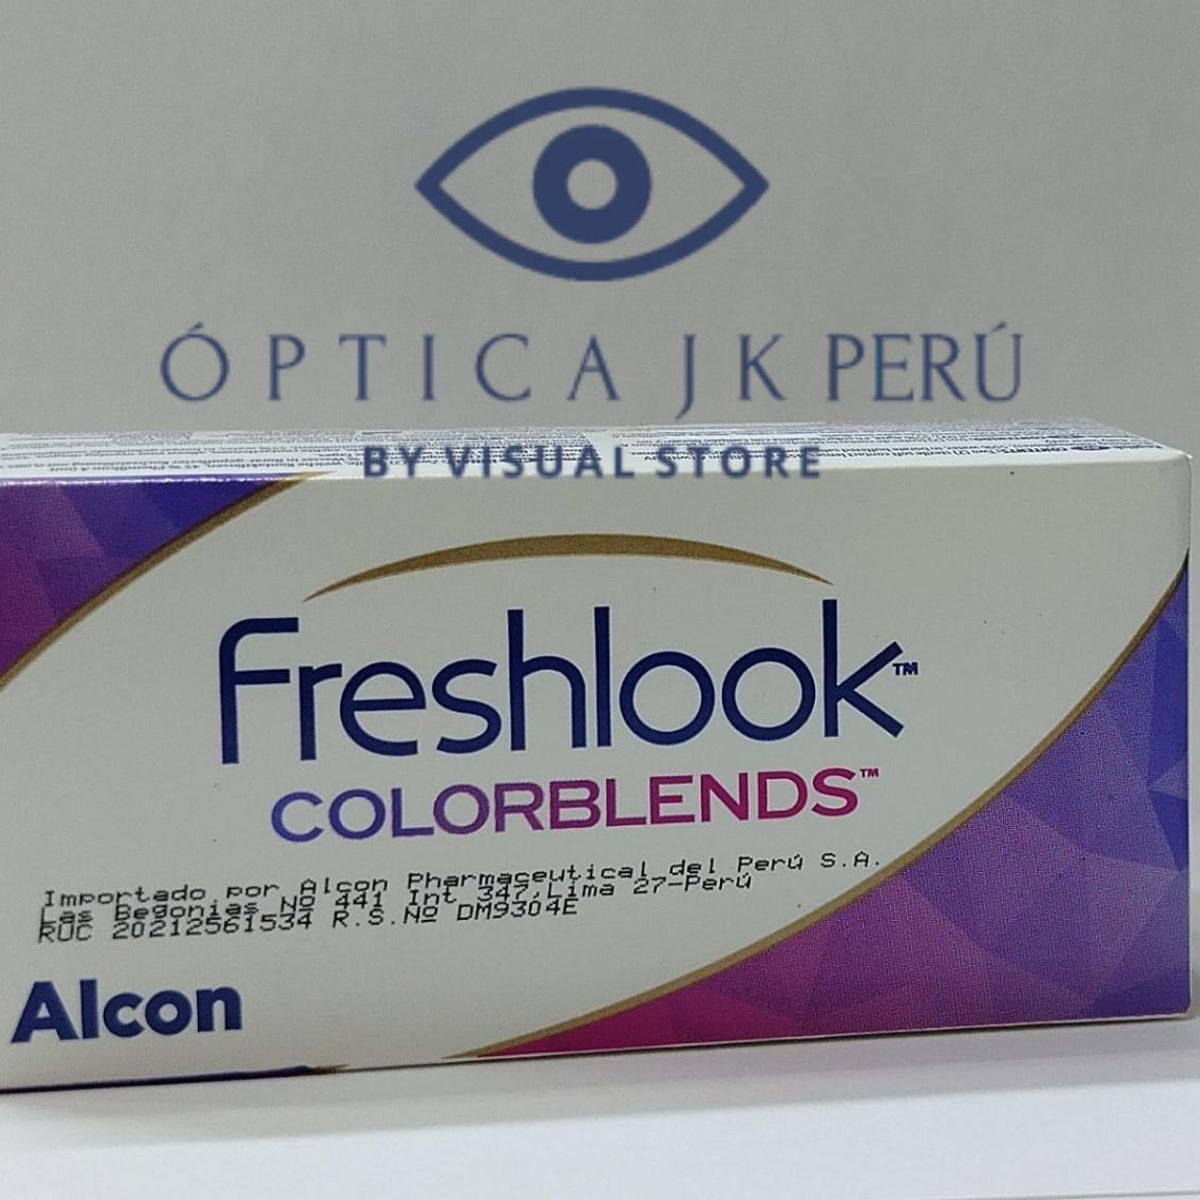 ÓPTICA JK PERÚ
BY VISUAL STORE
freshlook™
COLORBLENDS™
Importado por Alcon Pharmaceutical del Perú S.A.
Las Begonias Nº 441 Int 347,Lima 27-Perú
RUC 20212561534 R.S.Nº DM9304E
Alcon